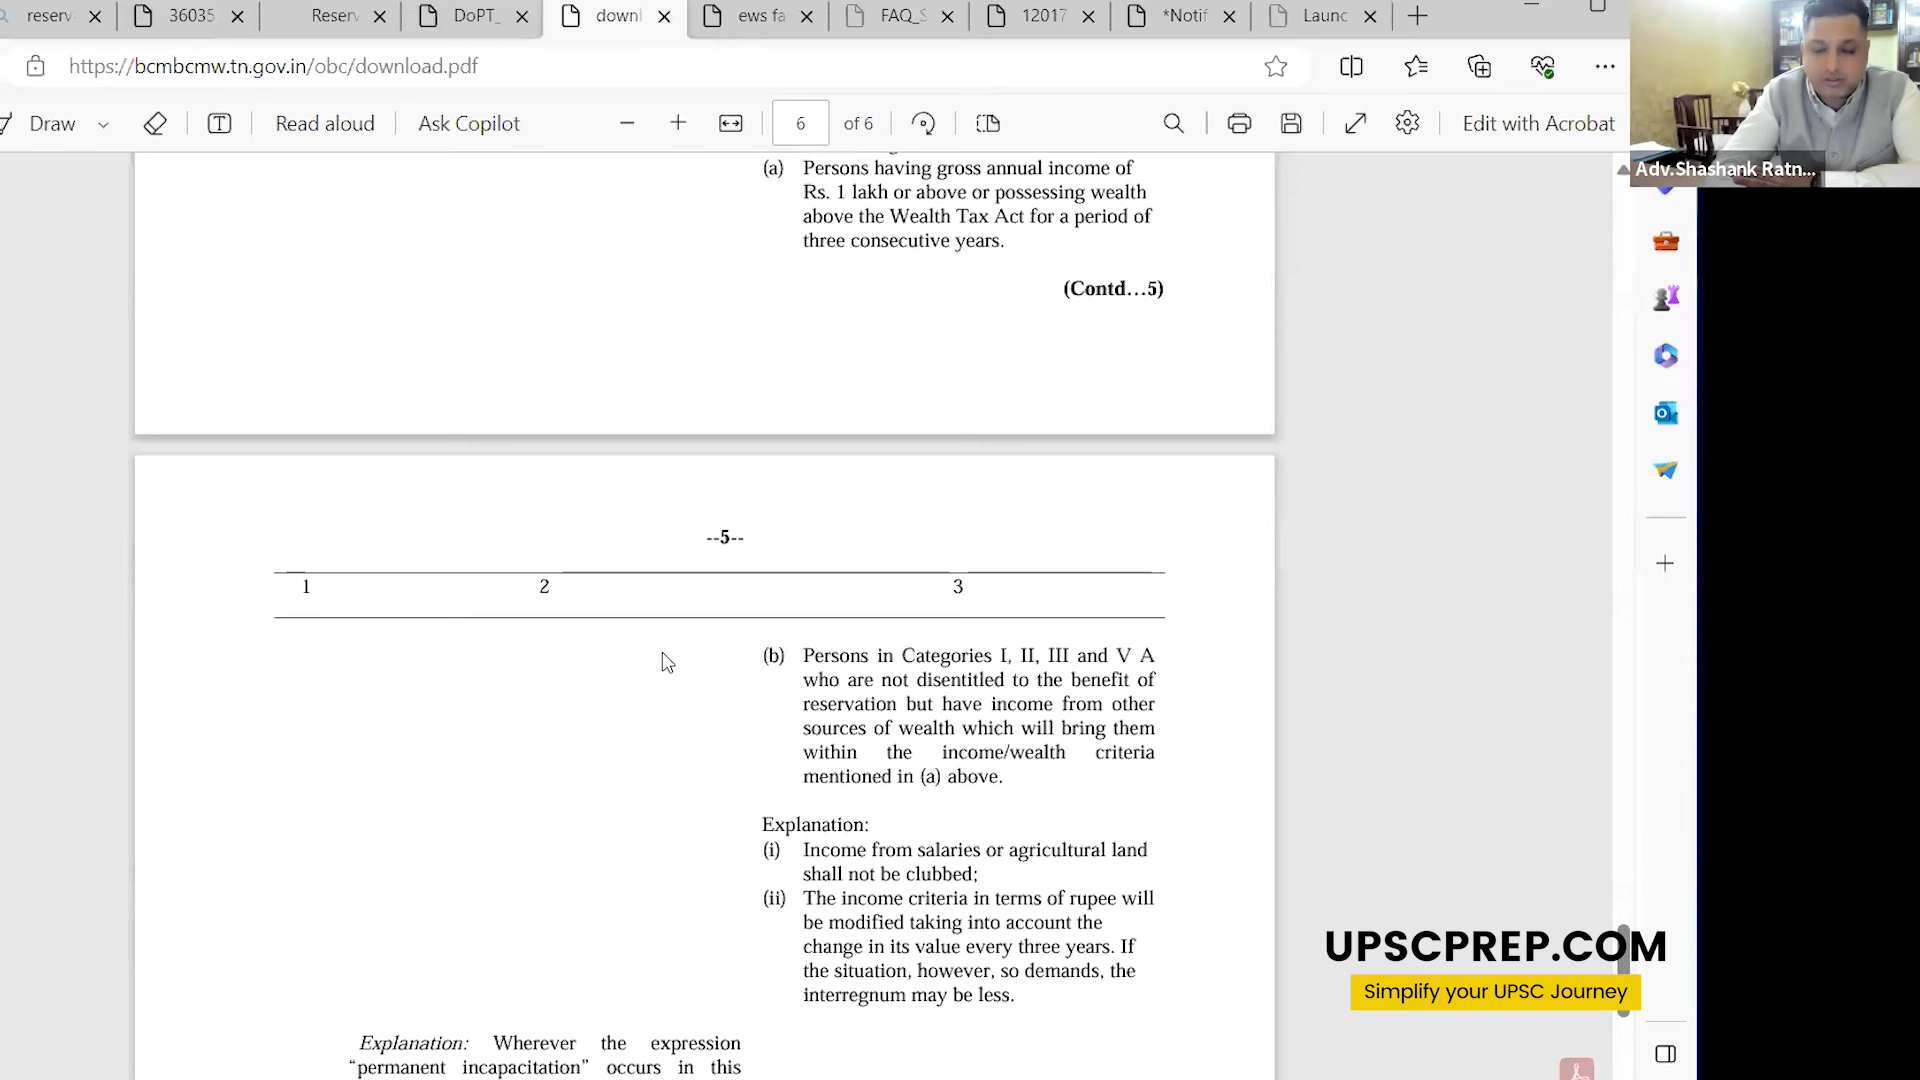 reserv
36035
Reserv
DoPT_
downl
ews fa
FAQ_S
12017
*Notif
Launc
https://bcmbcmw.tn.gov.in/obc/download.pdf
Draw
Read aloud
Ask Copilot
6
of 6
Edit with Acrobat
Adv.Shashank Ratn...
(a) Persons having gross annual income of
Rs. 1 lakh or above or possessing wealth
above the Wealth Tax Act for a period of
three consecutive years.
(Contd...5)
--5--
1 2 3
(b) Persons in Categories I, II, III and V A
who are not disentitled to the benefit of
reservation but have income from other
sources of wealth which will bring them
within the income/wealth criteria
mentioned in (a) above.
Explanation:
(i) Income from salaries or agricultural land
shall not be clubbed;
(ii) The income criteria in terms of rupee will
be modified taking into account the
change in its value every three years. If
the situation, however, so demands, the
interregnum may be less.
Explanation: Wherever the expression
“permanent incapacitation” occurs in this
UPSCPREP.COM
Simplify your UPSC Journey